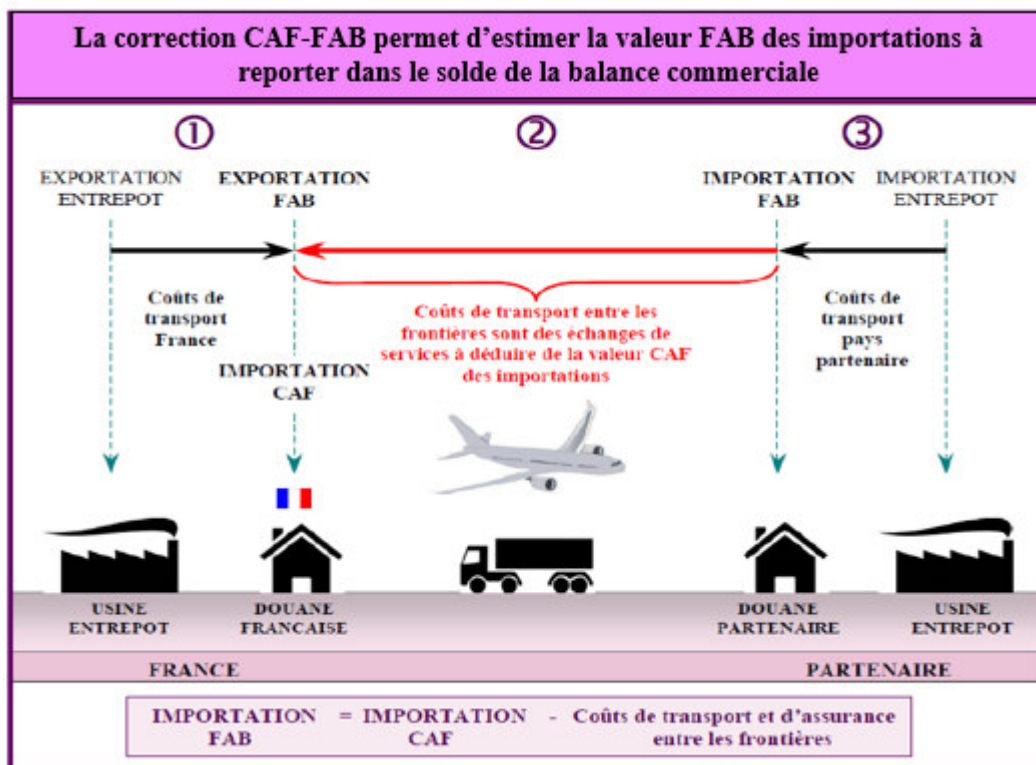 La correction CAF-FAB permet d'estimer la valeur FAB des importations à
reporter dans le solde de la balance commerciale
①
②
③
EXPORTATION
ENTREPOT
EXPORTATION
FAB
IMPORTATION
FAB
IMPORTATION
ENTREPOT
Coûts de
transport
France
Coûts de transport entre les
frontières sont des échanges de
services à déduire de la valeur CAF
des importations
Coûts de
transport
pays
partenaire
IMPORTATION
CAF
USINE
ENTREPOT
DOUANE
FRANCAISE
DOUANE
PARTENAIRE
USINE
ENTREPOT
FRANCE
PARTENAIRE
IMPORTATION = IMPORTATION - Coûts de transport et d'assurance
FAB CAF entre les frontières